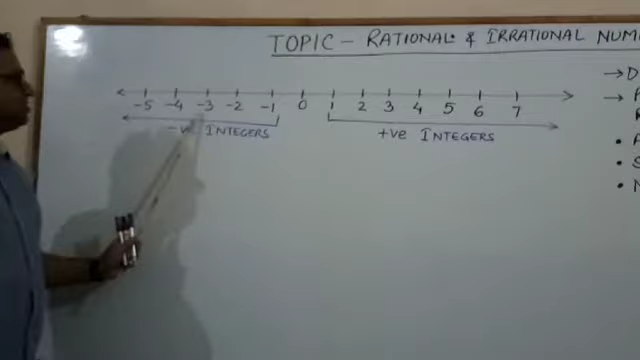 TOPIC - RATIONAL & IRRATIONAL NUM
→ D
-5 -4 -3 -2 -1 0 1 2 3 4 5 6 7
→
-ve INTEGERS +ve INTEGERS
• S
• N